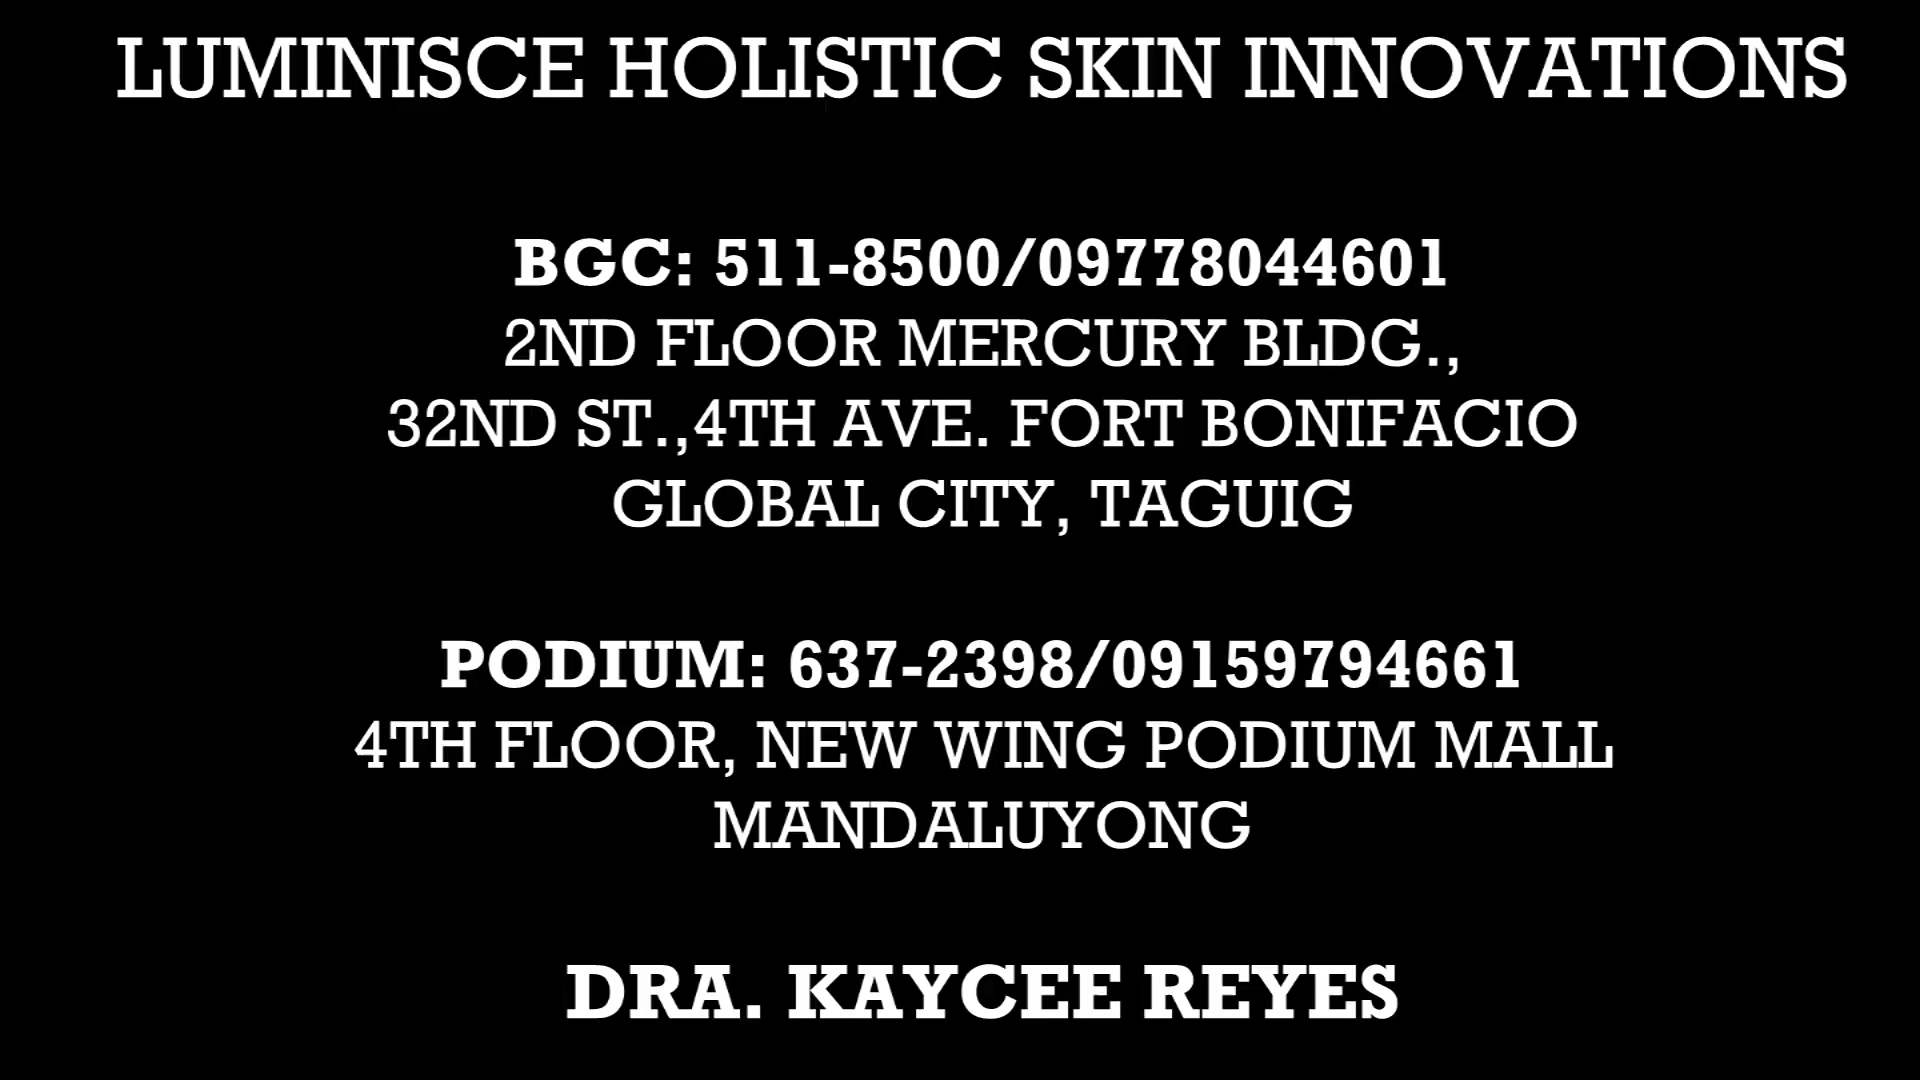 LUMINISCE HOLISTIC SKIN INNOVATIONS
BGC: 511-8500/09778044601
2ND FLOOR MERCURY BLDG.,
32ND ST.,4TH AVE. FORT BONIFACIO
GLOBAL CITY, TAGUIG
PODIUM: 637-2398/09159794661
4TH FLOOR, NEW WING PODIUM MALL
MANDALUYONG
DRA. KAYCEE REYES